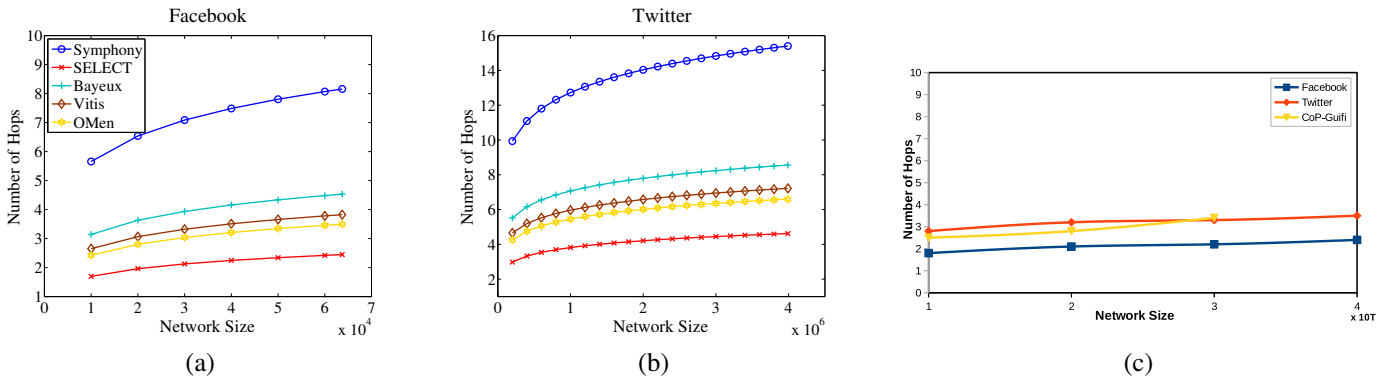 Facebook
10
9
8
7
6
5
4
3
2
1
Number of Hops
Symphony
SELECT
Bayeux
Vitis
OMen
0 1 2 3 4 5 6 7
Network Size
x 10^4
(a)
Twitter
16
14
12
10
8
6
4
2
Number of Hops
0 1 2 3 4
Network Size
x 10^6
(b)
10
9
8
7
6
5
4
3
2
1
0
Number of Hops
Facebook
Twitter
CoP-Guifi
1 2 3 4
Network Size
x 10T
(c)